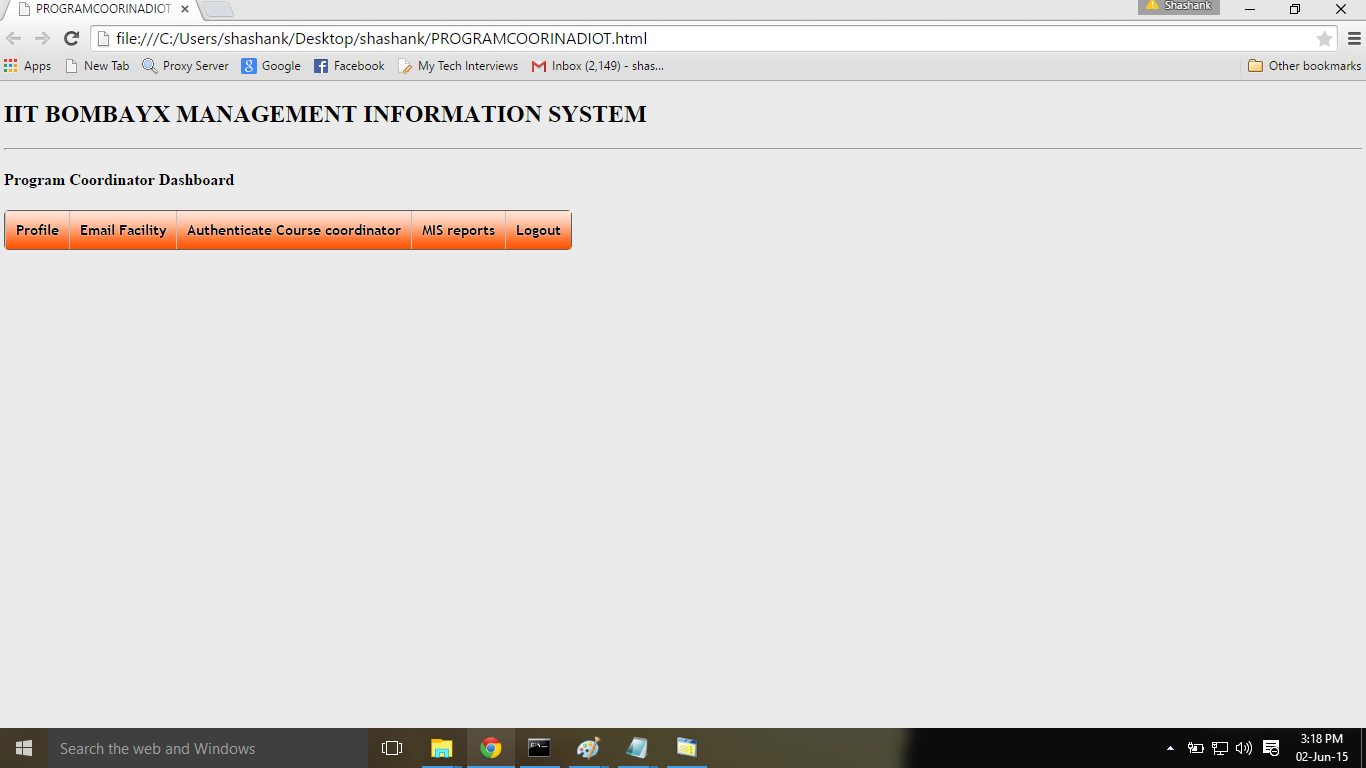 PROGRAMCOORINADIOT.
Shashank
file:///C:/Users/shashank/Desktop/shashank/PROGRAMCOORINADIOT.html
Apps New Tab Proxy Server Google Facebook My Tech Interviews Inbox (2,149) - shas... Other bookmarks
IIT BOMBAYX MANAGEMENT INFORMATION SYSTEM
Program Coordinator Dashboard
Profile Email Facility Authenticate Course coordinator MIS reports Logout
Search the web and Windows
3:18 PM
02-Jun-15